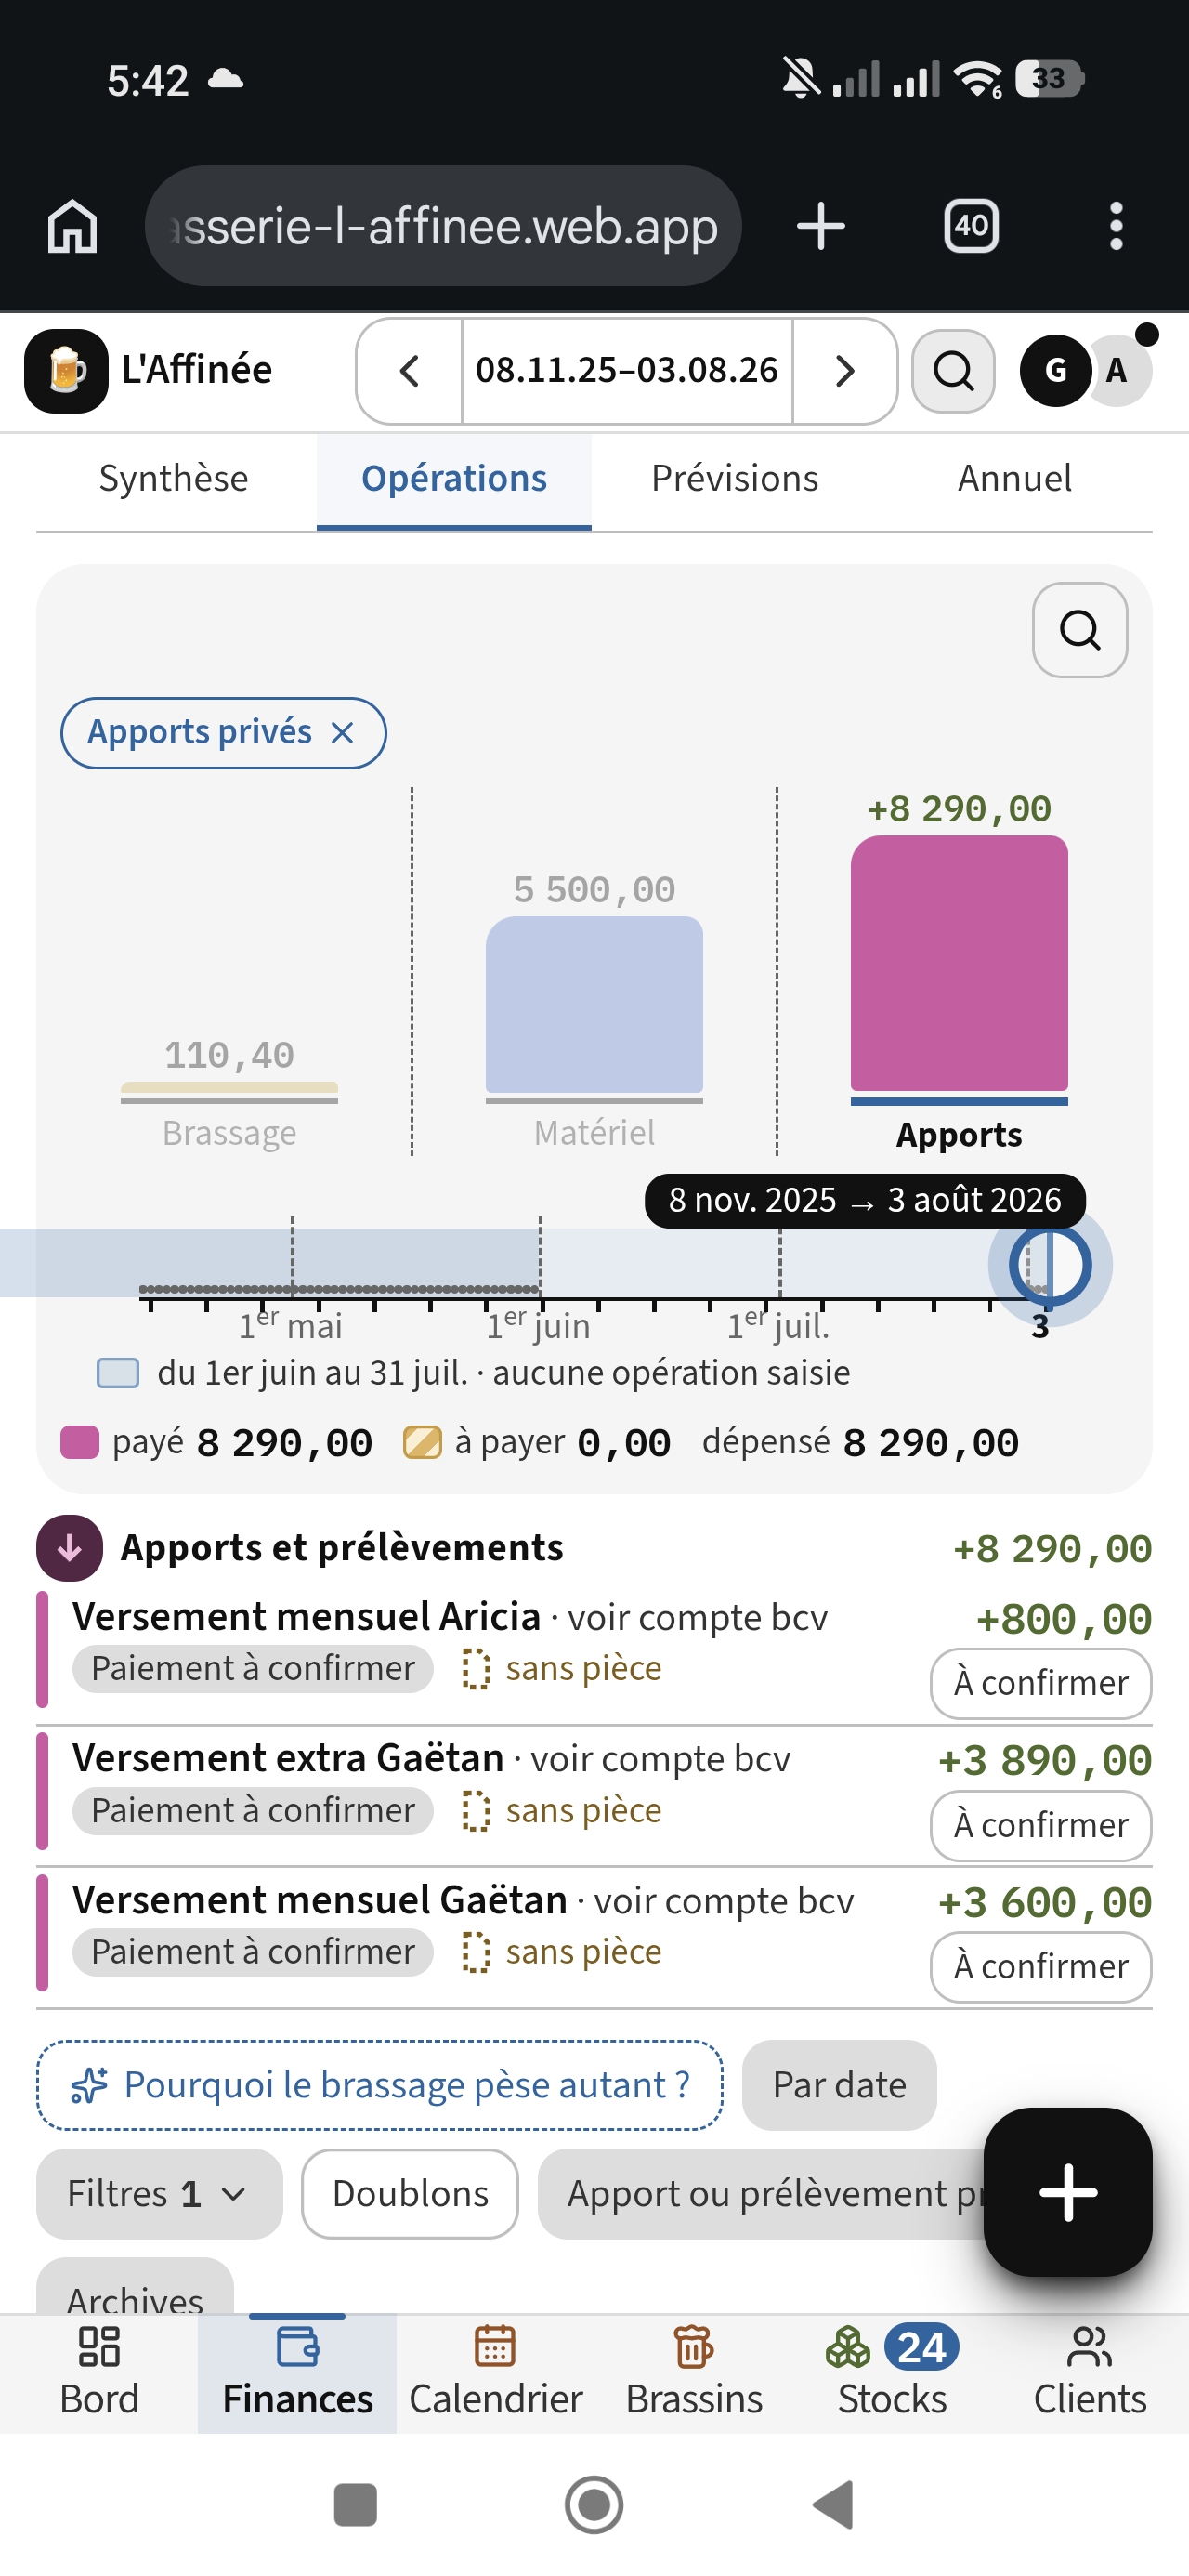 5:42
6
33
asserie-l-affinee.web.app
40
L'Affinée
08.11.25–03.08.26
G
A
Synthèse
Opérations
Prévisions
Annuel
Apports privés
+8 290,00
5 500,00
110,40
Brassage
Matériel
Apports
8 nov. 2025 → 3 août 2026
1er mai
1er juin
1er juil.
3
du 1er juin au 31 juil. · aucune opération saisie
payé 8 290,00 à payer 0,00 dépensé 8 290,00
Apports et prélèvements +8 290,00
Versement mensuel Aricia · voir compte bcv +800,00
Paiement à confirmer sans pièce À confirmer
Versement extra Gaëtan · voir compte bcv +3 890,00
Paiement à confirmer sans pièce À confirmer
Versement mensuel Gaëtan · voir compte bcv +3 600,00
Paiement à confirmer sans pièce À confirmer
Pourquoi le brassage pèse autant ?
Par date
Filtres 1
Doublons
Apport ou prélèvement pr
Archives
24
Bord
Finances
Calendrier
Brassins
Stocks
Clients